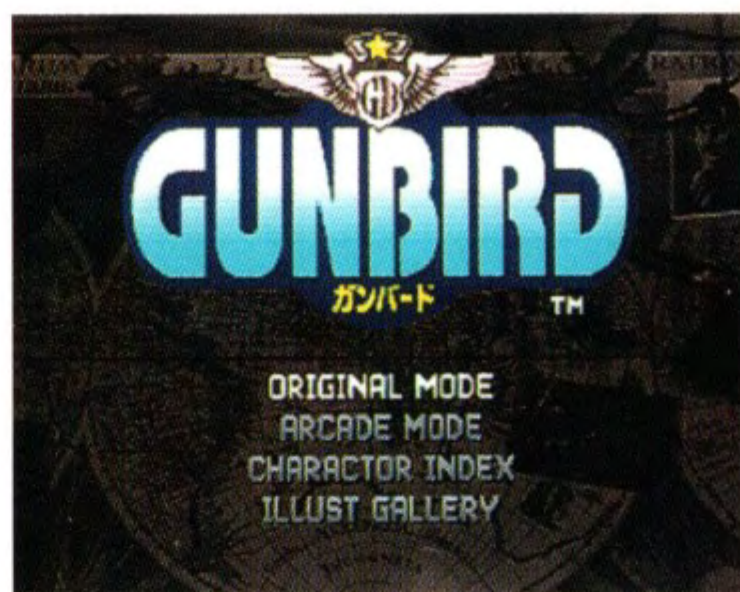 GB
GUNBIRD
ガンバード
TM
ORIGINAL MODE
ARCADE MODE
CHARACTOR INDEX
ILLUST GALLERY